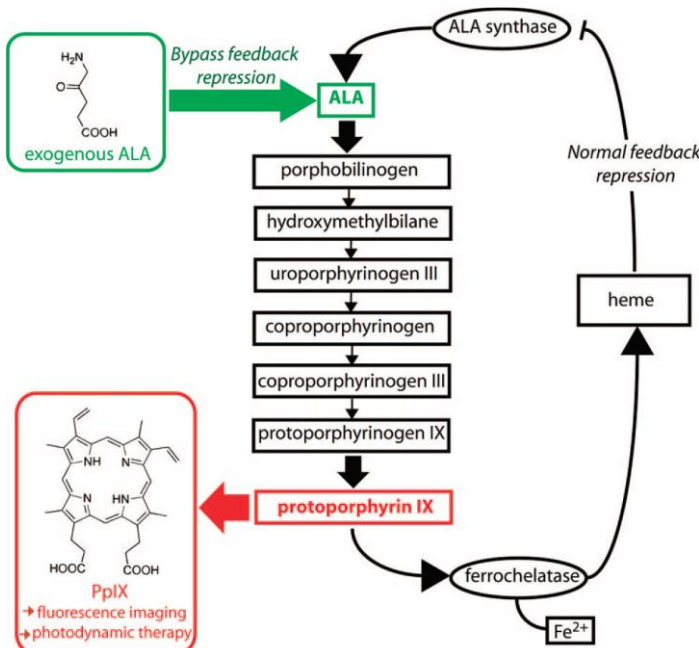 ALA synthase
Bypass feedback
repression
H₂N
O
COOH
exogenous ALA
ALA
Normal feedback
repression
porphobilinogen
hydroxymethylbilane
uroporphyrinogen III
heme
coproporphyrinogen
coproporphyrinogen III
protoporphyrinogen IX
NH
N
N
HN
HOOC
COOH
PpIX
→ fluorescence imaging
→ photodynamic therapy
protoporphyrin IX
ferrochelatase
Fe²⁺